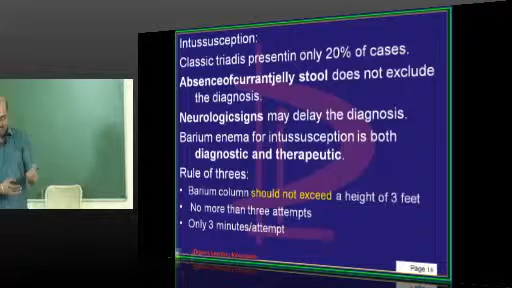 Intussusception:
Classic triadis presentin only 20% of cases.
Absenceofcurrantjelly stool does not exclude
the diagnosis.
Neurologicsigns may delay the diagnosis.
Barium enema for intussusception is both
diagnostic and therapeutic.
Rule of threes:
• Barium column should not exceed a height of 3 feet
• No more than three attempts
• Only 3 minutes/attempt
Page 16